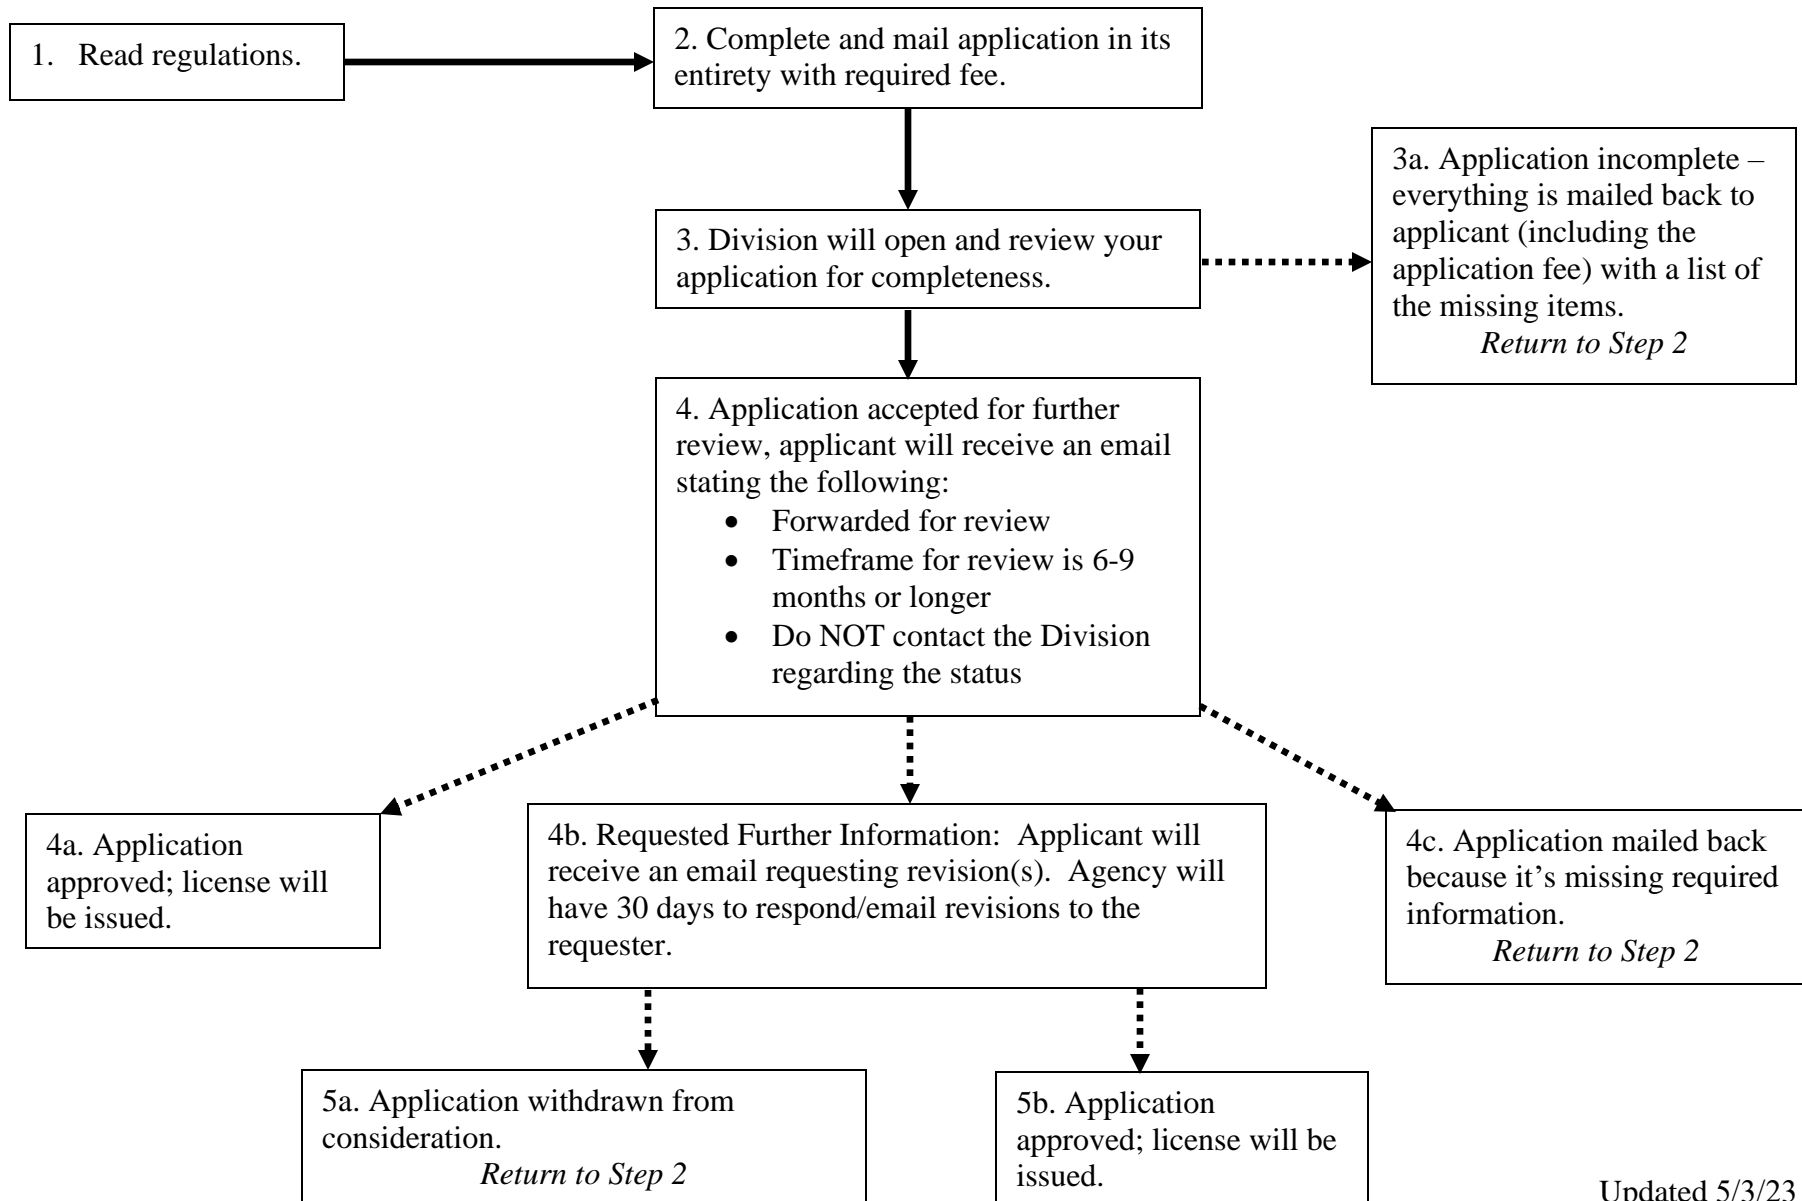 1. Read regulations.
2. Complete and mail application in its
entirety with required fee.
3. Division will open and review your
application for completeness.
3a. Application incomplete –
everything is mailed back to
applicant (including the
application fee) with a list of
the missing items.
Return to Step 2
4. Application accepted for further
review, applicant will receive an email
stating the following:
• Forwarded for review
• Timeframe for review is 6-9
months or longer
• Do NOT contact the Division
regarding the status
4a. Application
approved; license will
be issued.
4b. Requested Further Information: Applicant will
receive an email requesting revision(s). Agency will
have 30 days to respond/email revisions to the
requester.
4c. Application mailed back
because it’s missing required
information.
Return to Step 2
5a. Application withdrawn from
consideration.
Return to Step 2
5b. Application
approved; license will be
issued.
Updated 5/3/23